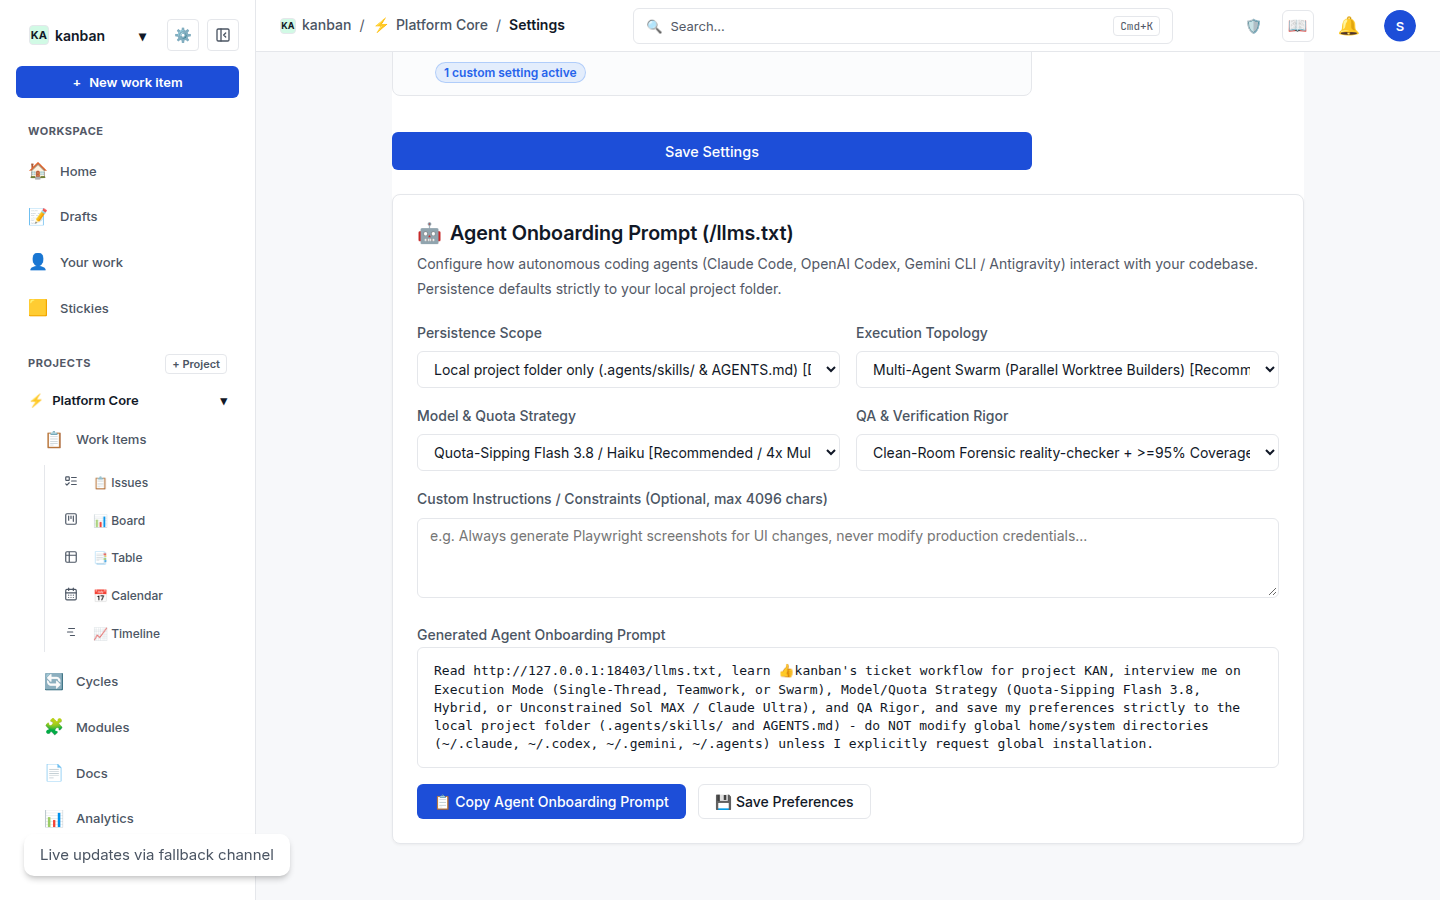 KA kanban ▼
+ New work item
WORKSPACE
Home
Drafts
Your work
Stickies
PROJECTS
+ Project
Platform Core ▼
Work Items
Issues
Board
Table
Calendar
Timeline
Cycles
Modules
Docs
Analytics
Live updates via fallback channel
KA kanban / ⚡ Platform Core / Settings
Search...
Cmd+K
S
1 custom setting active
Save Settings
🤖 Agent Onboarding Prompt (/llms.txt)
Configure how autonomous coding agents (Claude Code, OpenAI Codex, Gemini CLI / Antigravity) interact with your codebase.
Persistence defaults strictly to your local project folder.
Persistence Scope
Local project folder only (.agents/skills/ & AGENTS.md)
Execution Topology
Multi-Agent Swarm (Parallel Worktree Builders) [Recomm
Model & Quota Strategy
Quota-Sipping Flash 3.8 / Haiku [Recommended / 4x Mul
QA & Verification Rigor
Clean-Room Forensic reality-checker + >=95% Coverage
Custom Instructions / Constraints (Optional, max 4096 chars)
e.g. Always generate Playwright screenshots for UI changes, never modify production credentials...
Generated Agent Onboarding Prompt
Read http://127.0.0.1:18403/llms.txt, learn 👍kanban's ticket workflow for project KAN, interview me on
Execution Mode (Single-Thread, Teamwork, or Swarm), Model/Quota Strategy (Quota-Sipping Flash 3.8,
Hybrid, or Unconstrained Sol MAX / Claude Ultra), and QA Rigor, and save my preferences strictly to the
local project folder (.agents/skills/ and AGENTS.md) - do NOT modify global home/system directories
(~/.claude, ~/.codex, ~/.gemini, ~/.agents) unless I explicitly request global installation.
📋 Copy Agent Onboarding Prompt
💾 Save Preferences